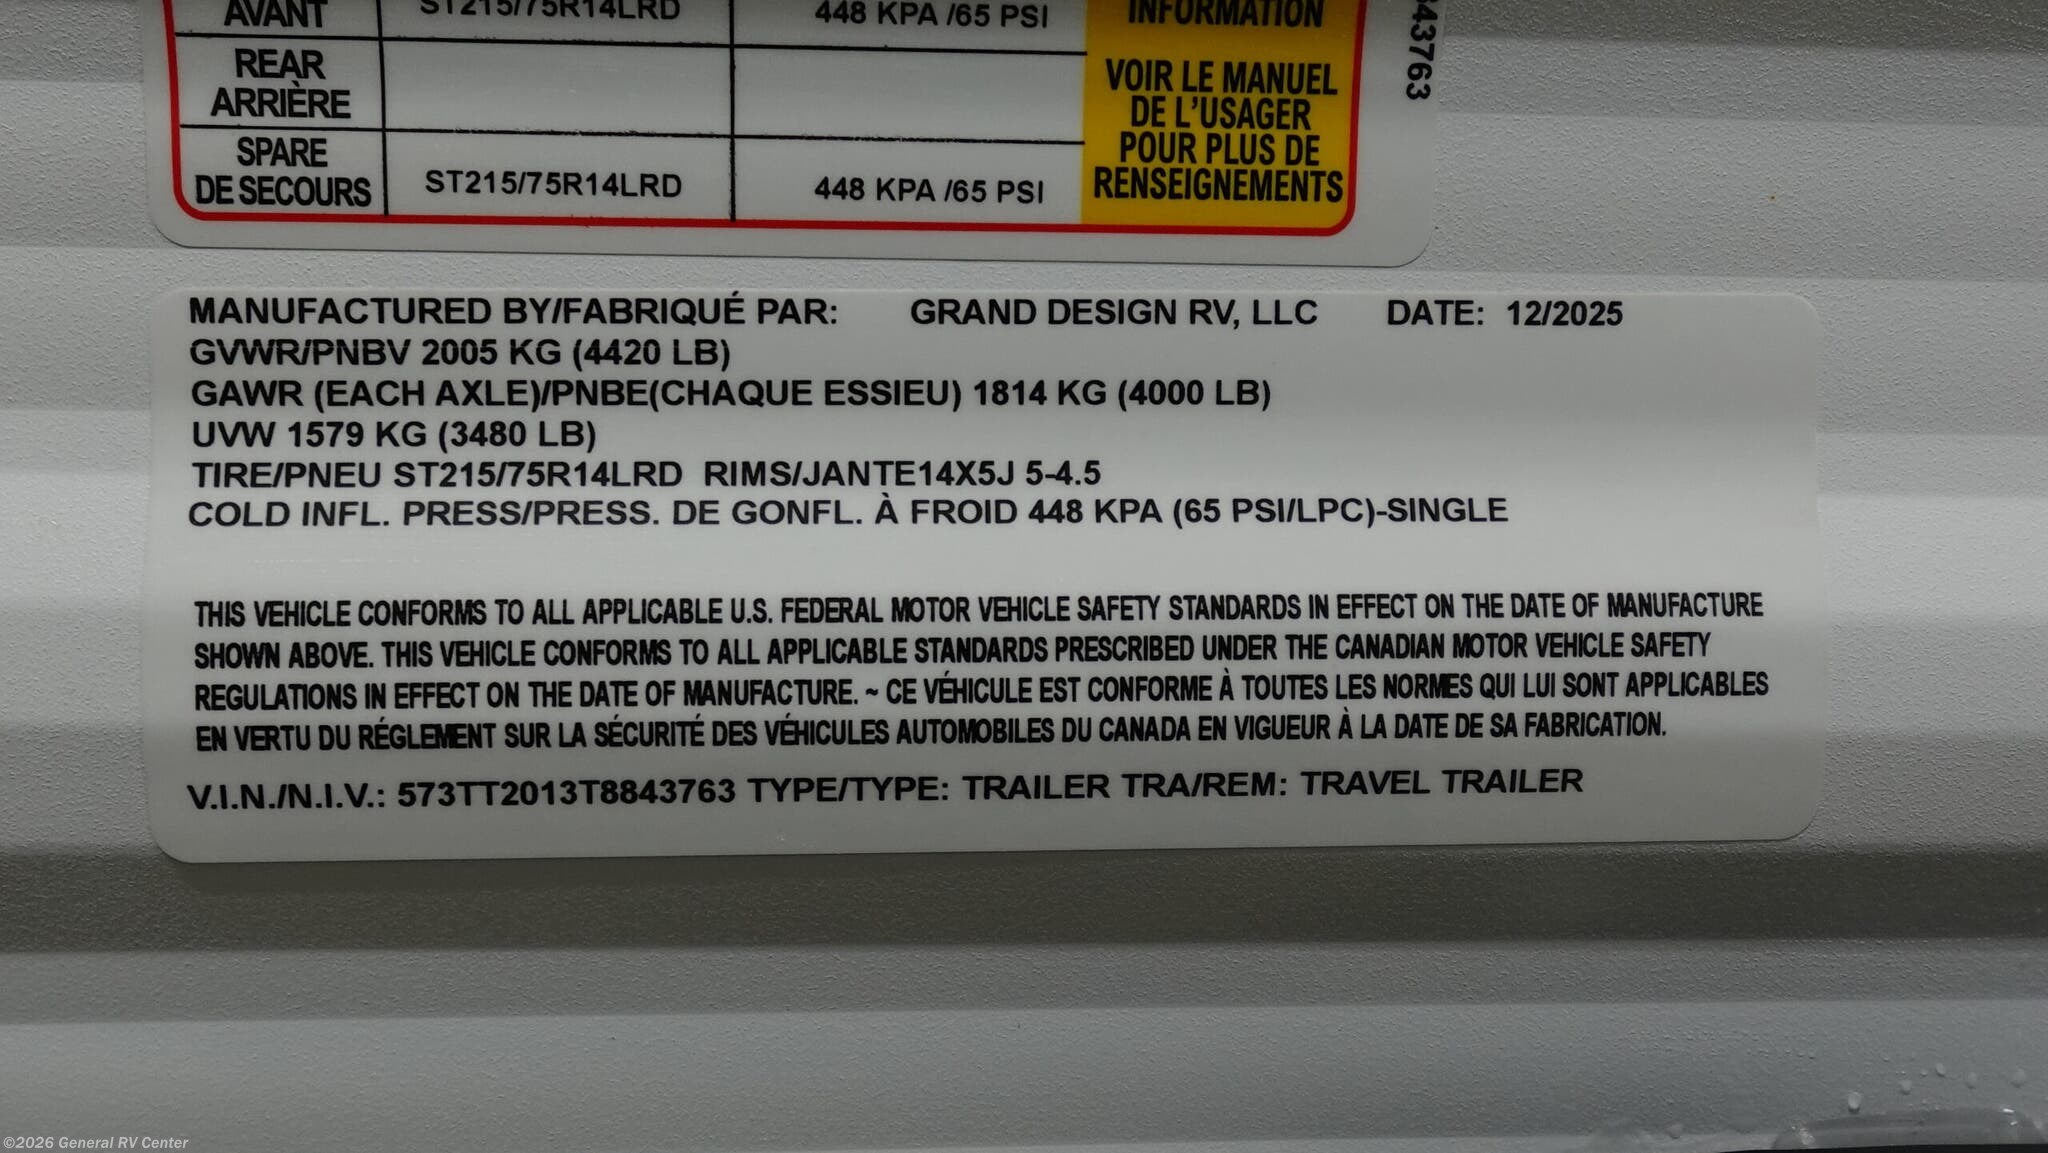 AVANT ST215/75R14LRD 448 KPA /65 PSI INFORMATION
REAR
ARRIÈRE
SPARE
DE SECOURS ST215/75R14LRD 448 KPA /65 PSI
VOIR LE MANUEL
DE L'USAGER
POUR PLUS DE
RENSEIGNEMENTS
43763
MANUFACTURED BY/FABRIQUÉ PAR: GRAND DESIGN RV, LLC DATE: 12/2025
GVWR/PNBV 2005 KG (4420 LB)
GAWR (EACH AXLE)/PNBE(CHAQUE ESSIEU) 1814 KG (4000 LB)
UVW 1579 KG (3480 LB)
TIRE/PNEU ST215/75R14LRD RIMS/JANTE14X5J 5-4.5
COLD INFL. PRESS/PRESS. DE GONFL. À FROID 448 KPA (65 PSI/LPC)-SINGLE
THIS VEHICLE CONFORMS TO ALL APPLICABLE U.S. FEDERAL MOTOR VEHICLE SAFETY STANDARDS IN EFFECT ON THE DATE OF MANUFACTURE
SHOWN ABOVE. THIS VEHICLE CONFORMS TO ALL APPLICABLE STANDARDS PRESCRIBED UNDER THE CANADIAN MOTOR VEHICLE SAFETY
REGULATIONS IN EFFECT ON THE DATE OF MANUFACTURE. ~ CE VÉHICULE EST CONFORME À TOUTES LES NORMES QUI LUI SONT APPLICABLES
EN VERTU DU RÉGLEMENT SUR LA SÉCURITÉ DES VÉHICULES AUTOMOBILES DU CANADA EN VIGUEUR À LA DATE DE SA FABRICATION.
V.I.N./N.I.V.: 573TT2013T8843763 TYPE/TYPE: TRAILER TRA/REM: TRAVEL TRAILER
©2026 General RV Center